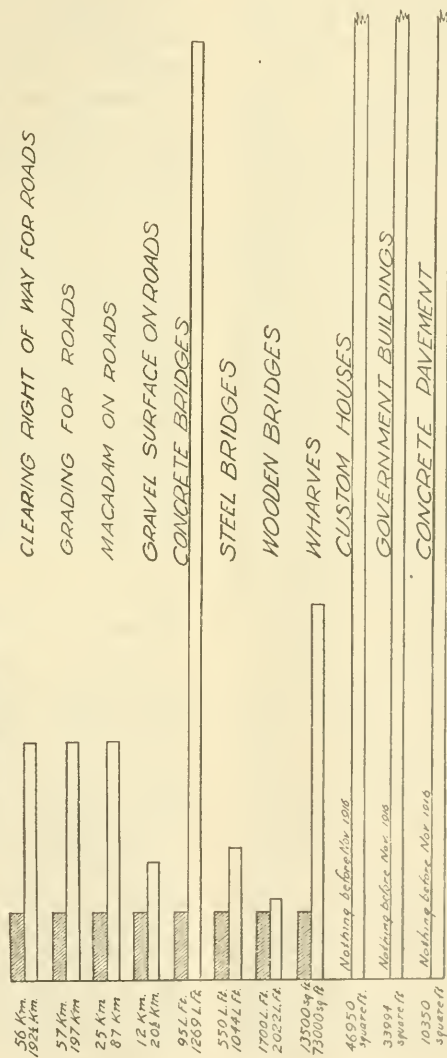 56 Km.
192½ Km.
CLEARING RIGHT OF WAY FOR ROADS
57 Km.
197 Km
GRADING FOR ROADS
25 Km
87 Km
MACADAM ON ROADS
12 Km.
20½ Km.
GRAVEL SURFACE ON ROADS
95 L. Ft.
1269 L Ft.
CONCRETE BRIDGES
550 L. Ft.
1044 L Ft.
STEEL BRIDGES
1700 L. Ft.
2022 L. Ft.
WOODEN BRIDGES
13500 sq ft
73000 sq ft
WHARVES
46950
square ft.
Nothing before Nov. 1916
CUSTOM HOUSES
33994
square ft
Nothing before Nov. 1916
GOVERNMENT BUILDINGS
10350
square ft.
Nothing before Nov 1916
CONCRETE PAVEMENT